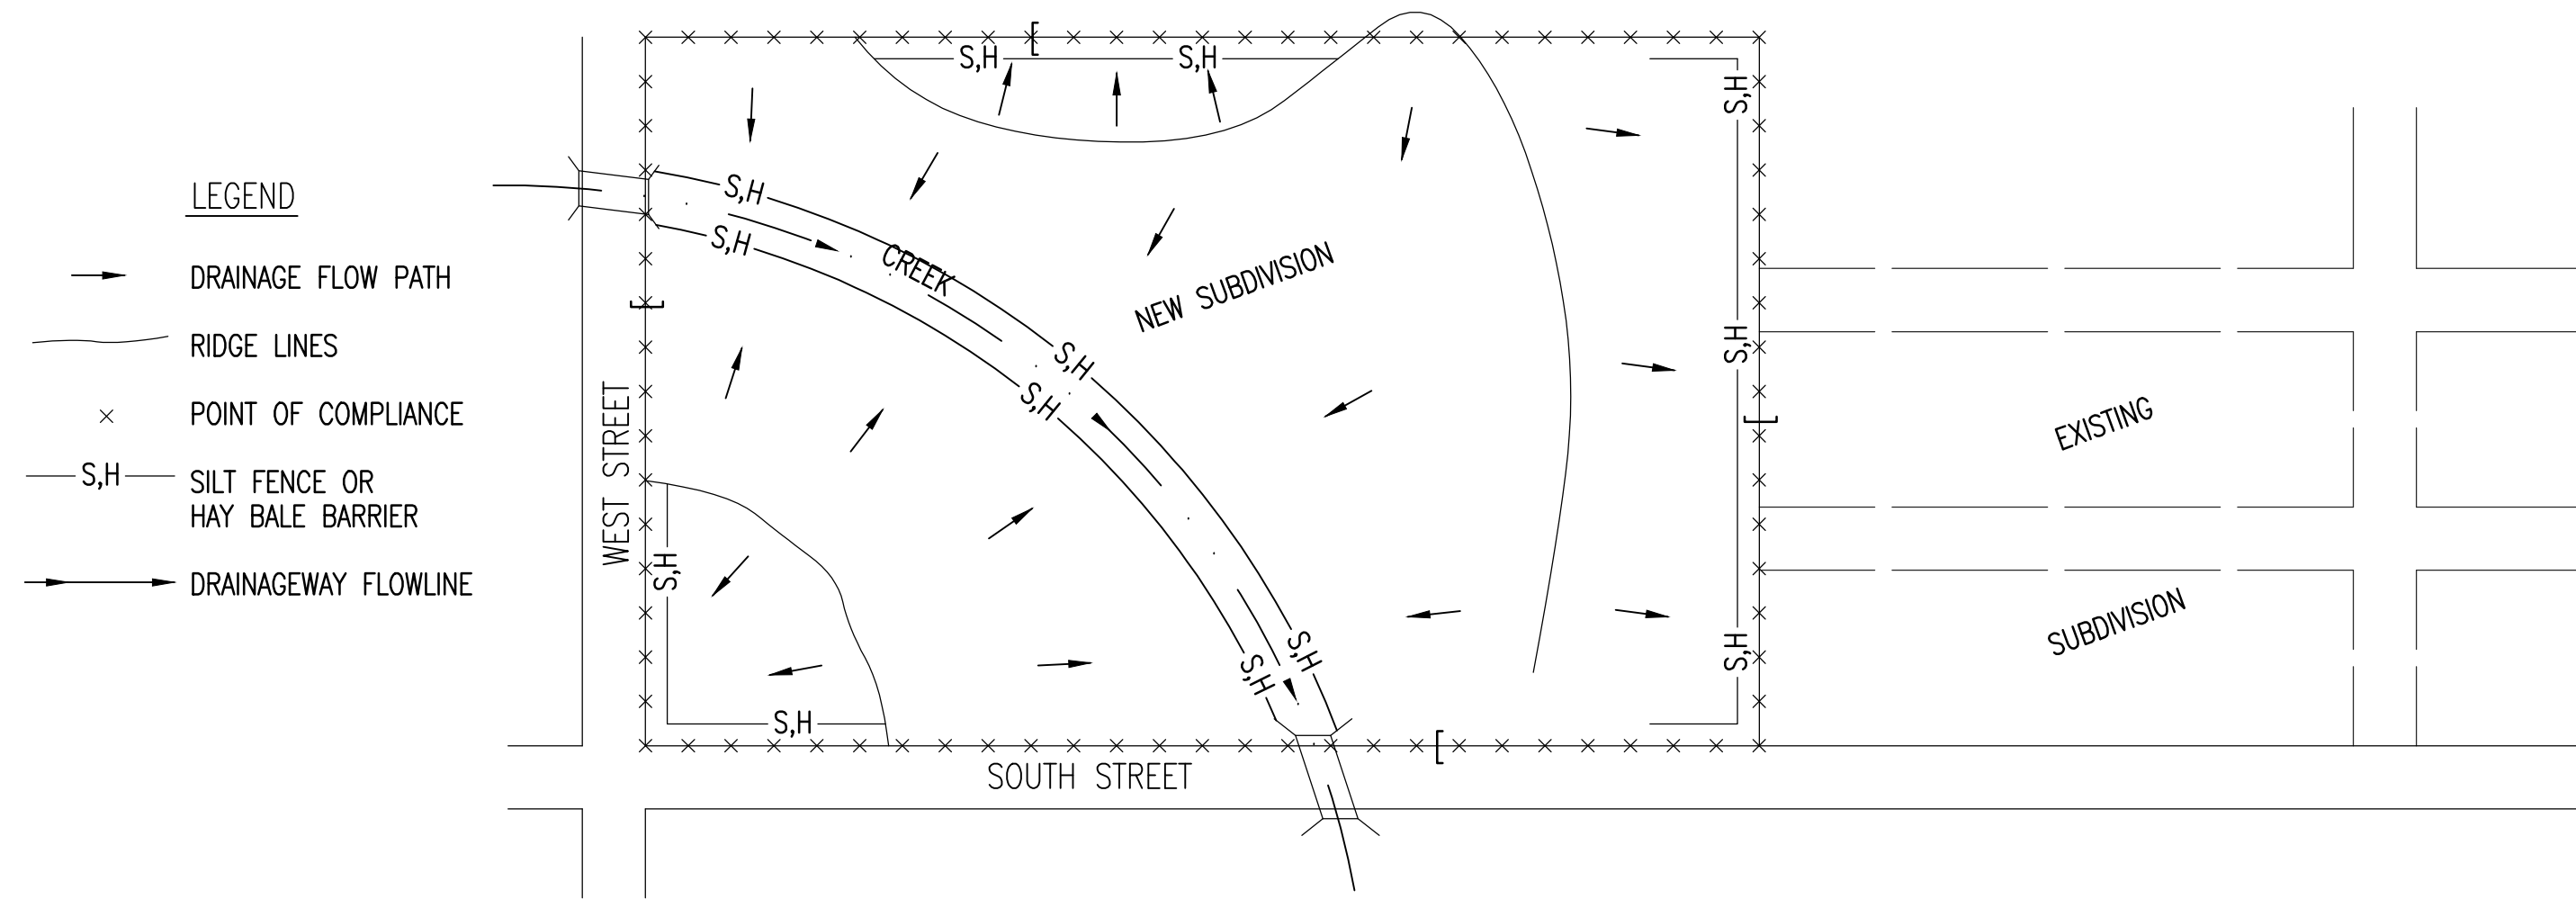 LEGEND
DRAINAGE FLOW PATH
RIDGE LINES
POINT OF COMPLIANCE
S,H
SILT FENCE OR
HAY BALE BARRIER
DRAINAGEWAY FLOWLINE
S,H
S,H
S,H
S,H
S,H
CREEK
NEW SUBDIVISION
S,H
S,H
S,H
WEST STREET
EXISTING
S,H
S,H
S,H
S,H
SUBDIVISION
S,H
SOUTH STREET